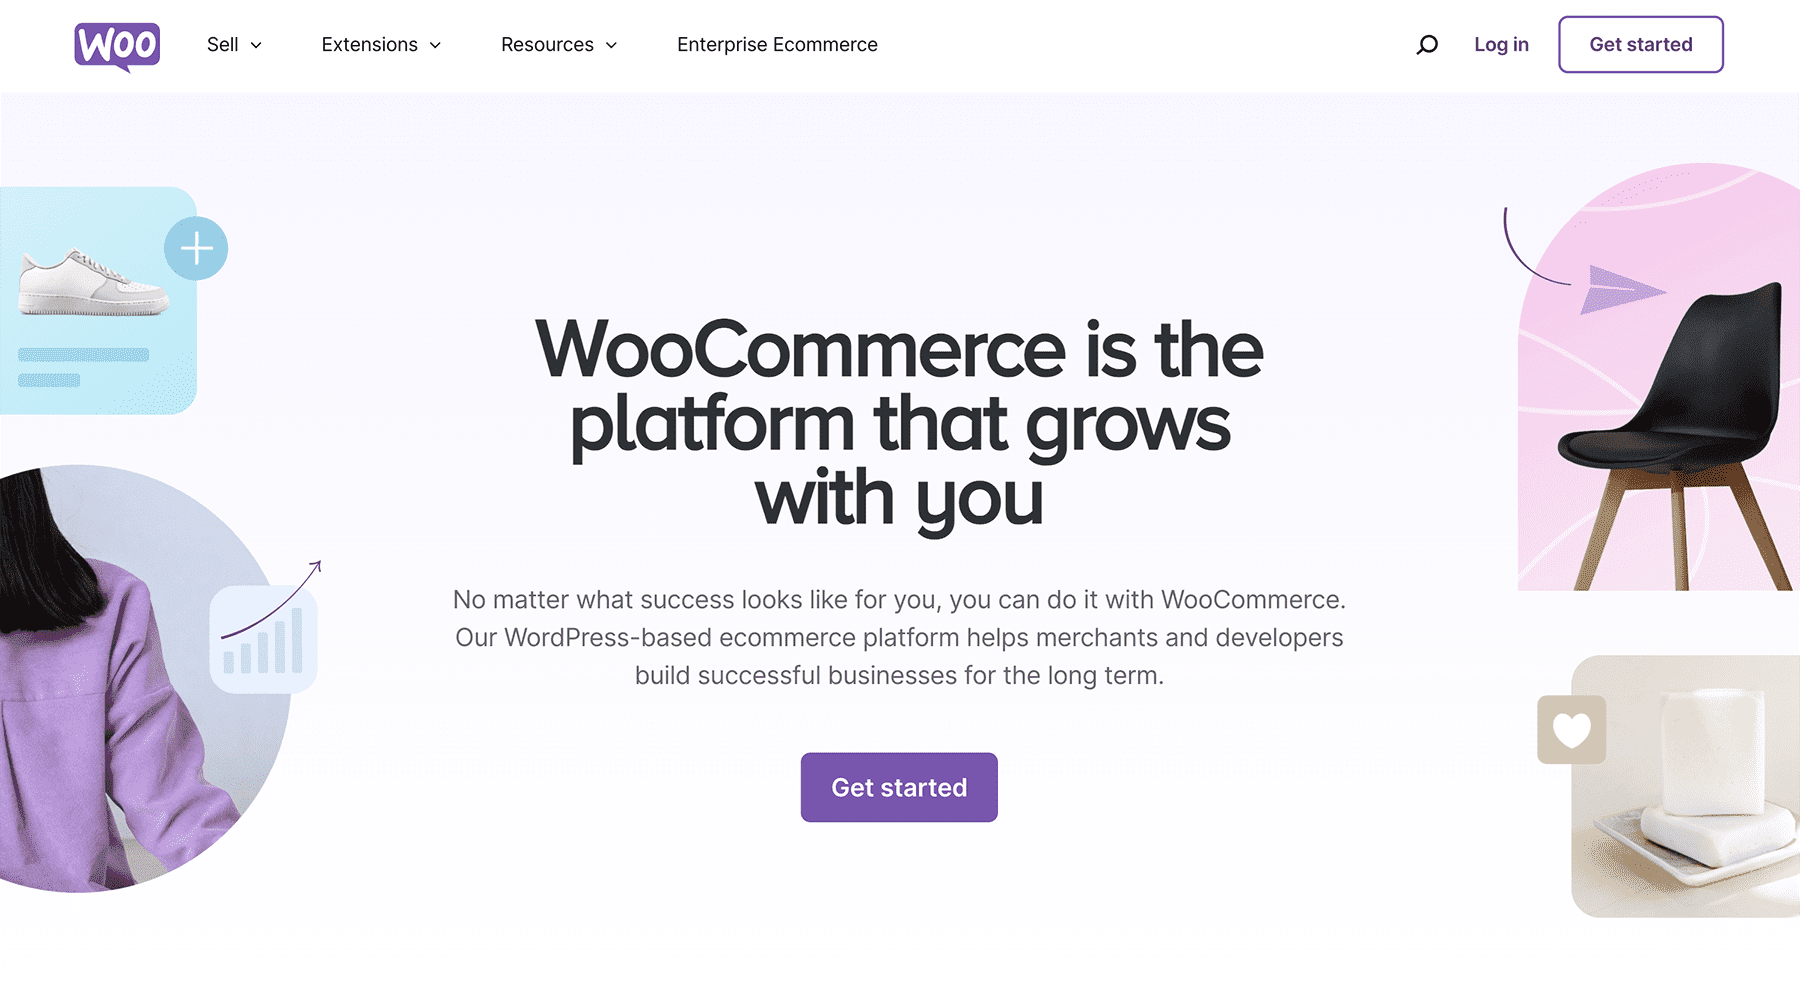 Woo
Sell
Extensions
Resources
Enterprise Ecommerce
Log in
Get started
WooCommerce is the
platform that grows
with you
No matter what success looks like for you, you can do it with WooCommerce.
Our WordPress-based ecommerce platform helps merchants and developers
build successful businesses for the long term.
Get started